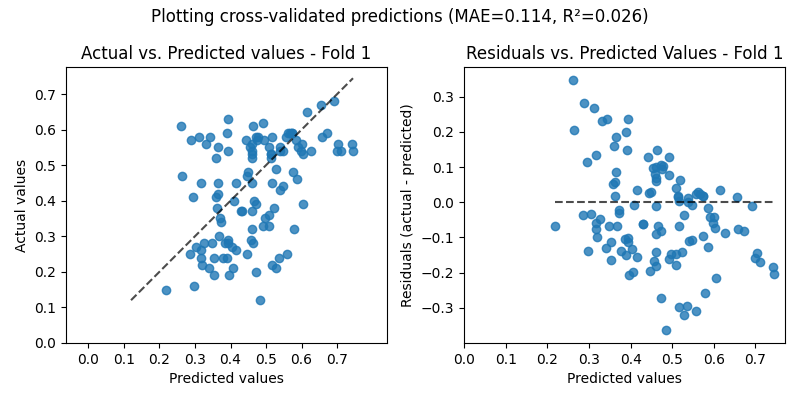 Plotting cross-validated predictions (MAE=0.114, R²=0.026)
Actual vs. Predicted values - Fold 1
Actual values
0.7
0.6
0.5
0.4
0.3
0.2
0.1
0.0
0.0 0.1 0.2 0.3 0.4 0.5 0.6 0.7
Predicted values
Residuals vs. Predicted Values - Fold 1
Residuals (actual - predicted)
0.3
0.2
0.1
0.0
−0.1
−0.2
−0.3
0.0 0.1 0.2 0.3 0.4 0.5 0.6 0.7
Predicted values